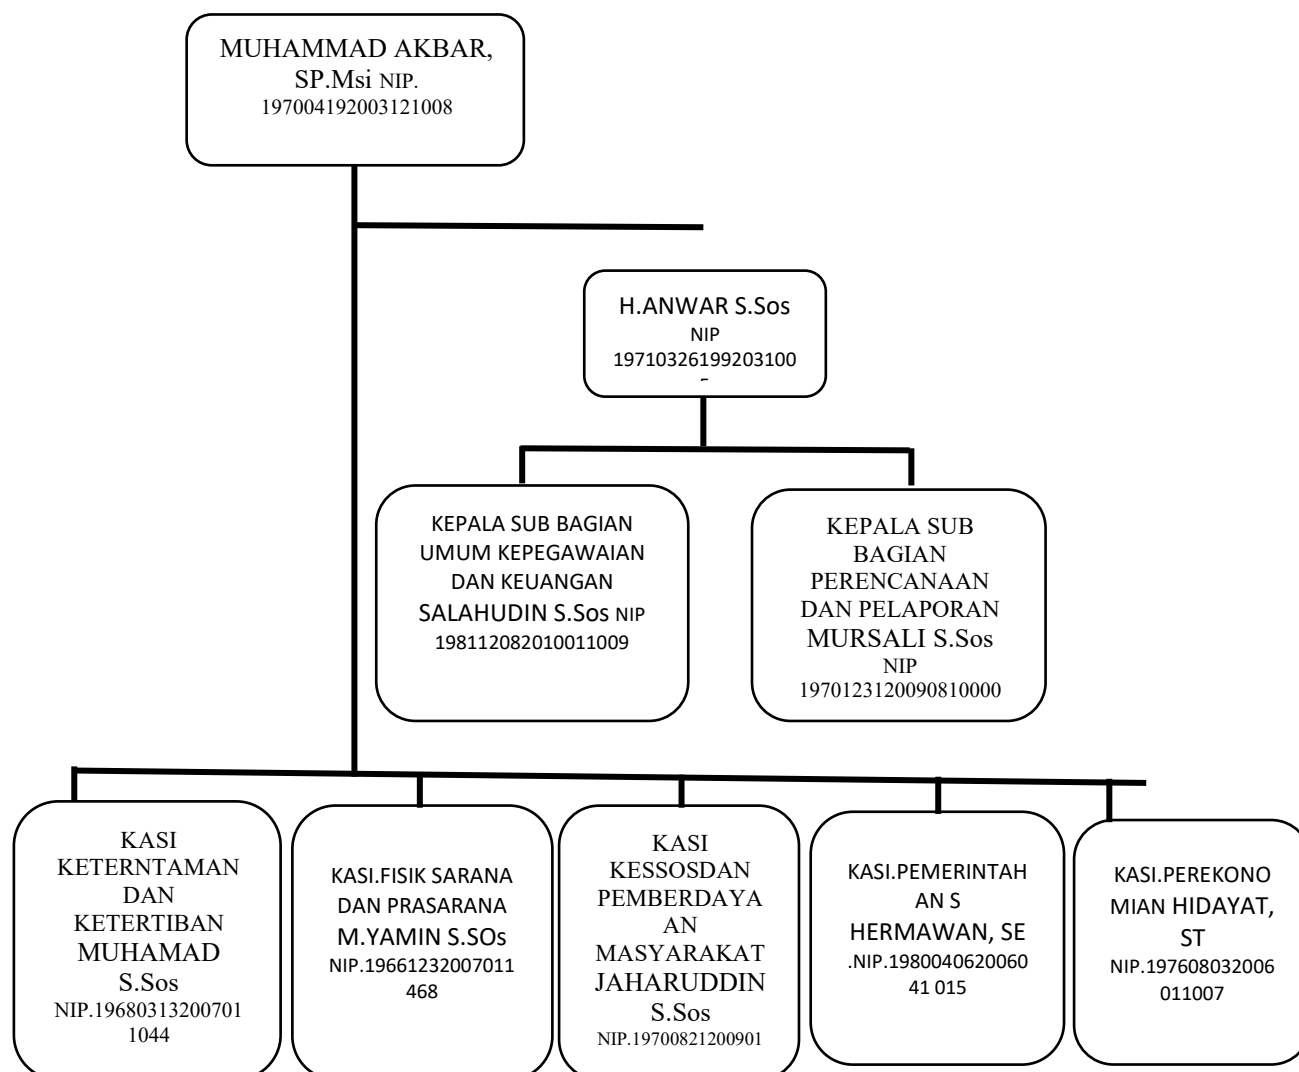 MUHAMMAD AKBAR,
SP.Msi NIP.
197004192003121008
H.ANWAR S.Sos
NIP
19710326199203100
KEPALA SUB BAGIAN
UMUM KEPEGAWAIAN
DAN KEUANGAN
SALAHUDIN S.Sos NIP
198112082010011009
KEPALA SUB
BAGIAN
PERENCANAAN
DAN PELAPORAN
MURSALI S.Sos
NIP
1970123120090810000
KASI
KETERNTAMAN
DAN
KETERTIBAN
MUHAMAD
S.Sos
NIP.19680313200701
1044
KASI.FISIK SARANA
DAN PRASARANA
M.YAMIN S.SOs
NIP.19661232007011
468
KASI
KESSOSDAN
PEMBERDAYA
AN
MASYARAKAT
JAHARUDDIN
S.Sos
NIP.19700821200901
KASI.PEMERINTAH
AN S
HERMAWAN, SE
.NIP.1980040620060
41 015
KASI.PEREKONO
MIAN HIDAYAT,
ST
NIP.197608032006
011007